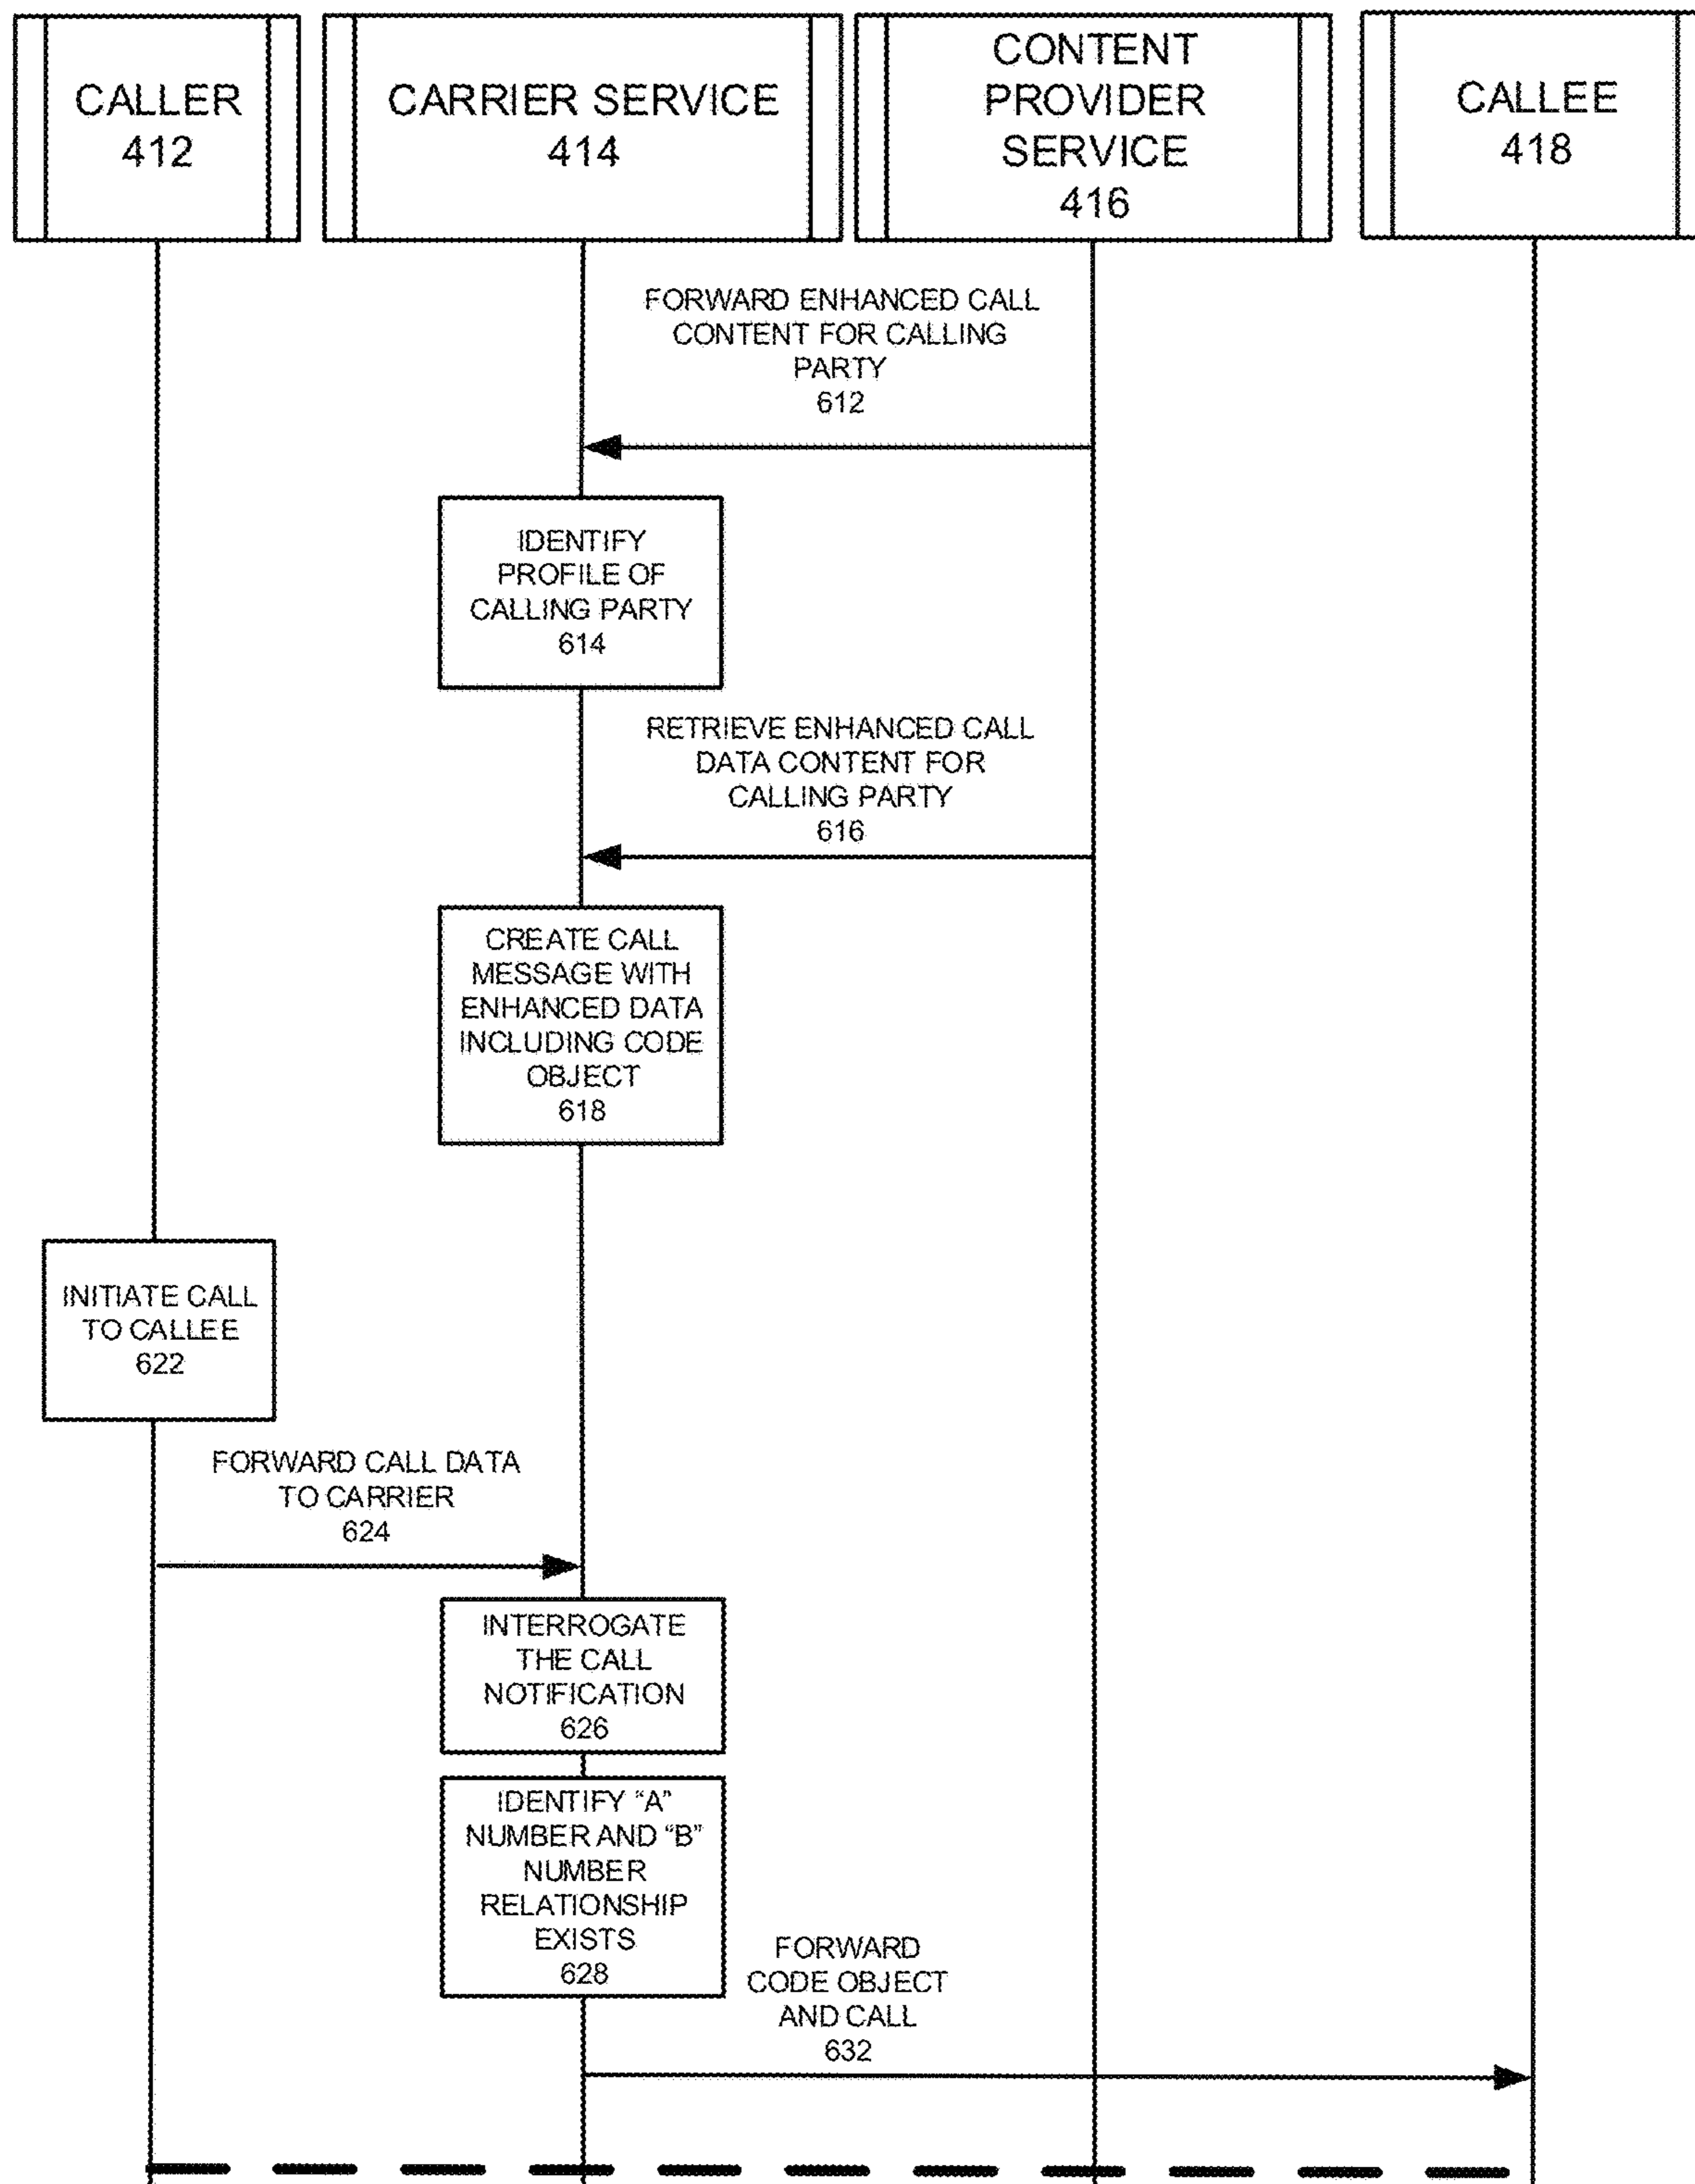 CALLER
412
CARRIER SERVICE
414
CONTENT
PROVIDER
SERVICE
416
CALLEE
418
FORWARD ENHANCED CALL
CONTENT FOR CALLING
PARTY
612
IDENTIFY
PROFILE OF
CALLING PARTY
614
RETRIEVE ENHANCED CALL
DATA CONTENT FOR
CALLING PARTY
616
CREATE CALL
MESSAGE WITH
ENHANCED DATA
INCLUDING CODE
OBJECT
618
INITIATE CALL
TO CALLEE
622
FORWARD CALL DATA
TO CARRIER
624
INTERROGATE
THE CALL
NOTIFICATION
626
IDENTIFY “A”
NUMBER AND “B”
NUMBER
RELATIONSHIP
EXISTS
628
FORWARD
CODE OBJECT
AND CALL
632